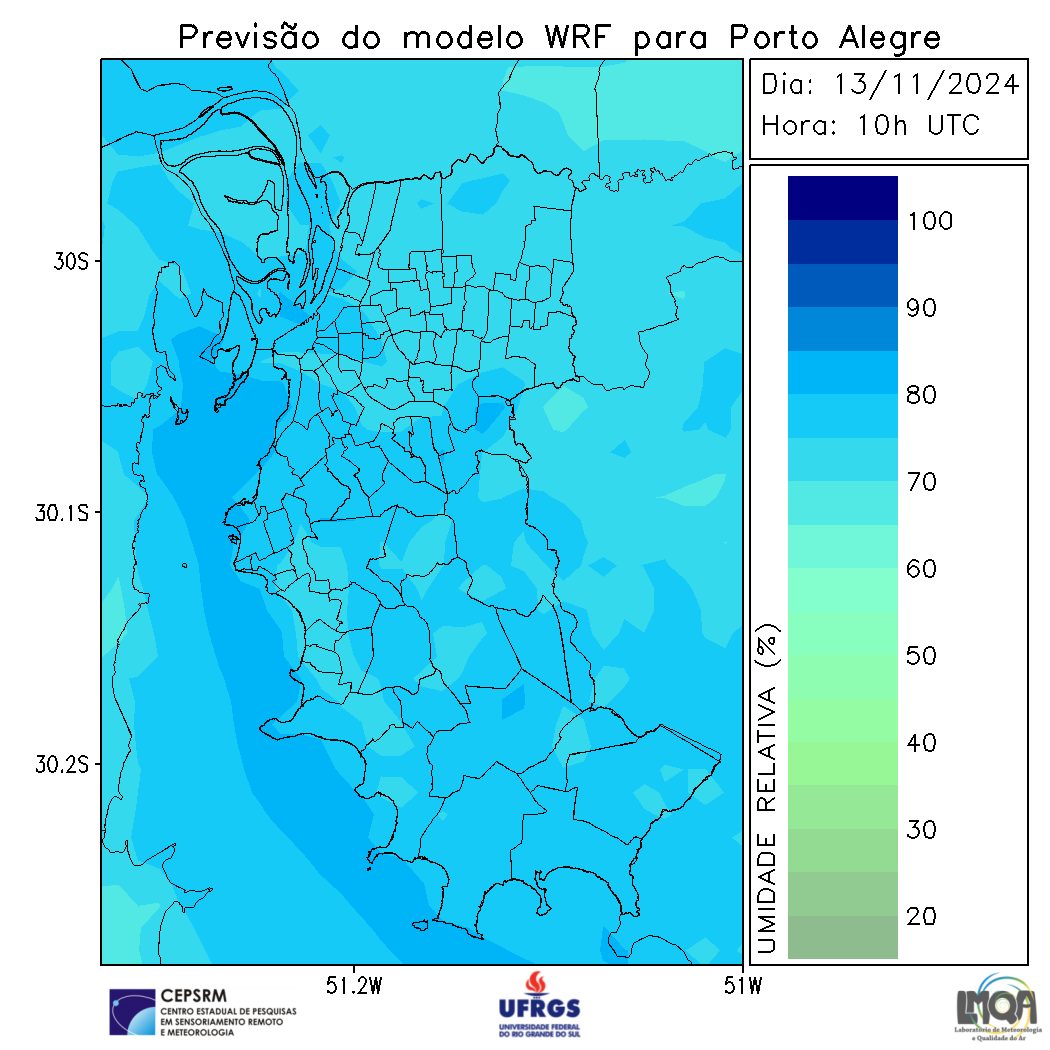 Previsão do modelo WRF para Porto Alegre
Dia: 13/11/2024
Hora: 10h UTC
30S
30.1S
30.2S
51.2W
51W
UMIDADE RELATIVA (%)
100
90
80
70
60
50
40
30
20
CEPSRM
CENTRO ESTADUAL DE PESQUISAS
EM SENSORIAMENTO REMOTO
E METEOROLOGIA
UFRGS
UNIVERSIDADE FEDERAL
DO RIO GRANDE DO SUL
LMQA
Laboratório de Meteorologia
e Qualidade do Ar